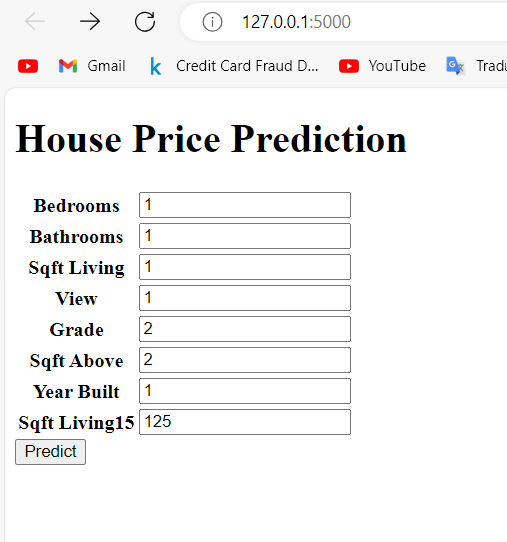 127.0.0.1:5000
Gmail Credit Card Fraud D... YouTube Tradu
House Price Prediction
Bedrooms 1
Bathrooms 1
Sqft Living 1
View 1
Grade 2
Sqft Above 2
Year Built 1
Sqft Living15 125
Predict